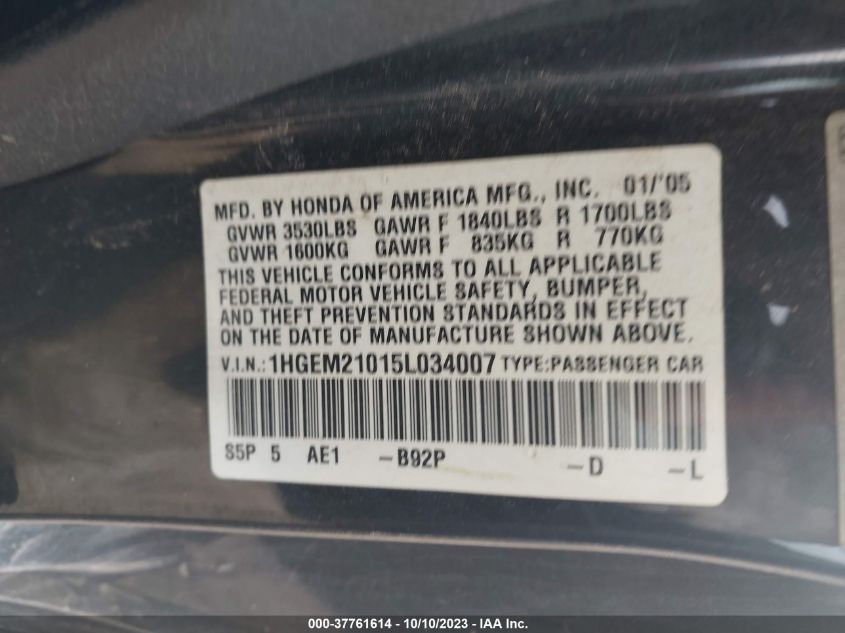 MFD. BY HONDA OF AMERICA MFG., INC. 01/'05
GVWR 3530LBS GAWR F 1840LBS R 1700LBS
GVWR 1600KG GAWR F 835KG R 770KG
THIS VEHICLE CONFORMS TO ALL APPLICABLE
FEDERAL MOTOR VEHICLE SAFETY, BUMPER,
AND THEFT PREVENTION STANDARDS IN EFFECT
ON THE DATE OF MANUFACTURE SHOWN ABOVE.
V.I.N.: 1HGEM21015L034007 TYPE:PASSENGER CAR
S5P 5 AE1 -B92P -D -L
000-37761614 - 10/10/2023 - IAA Inc.